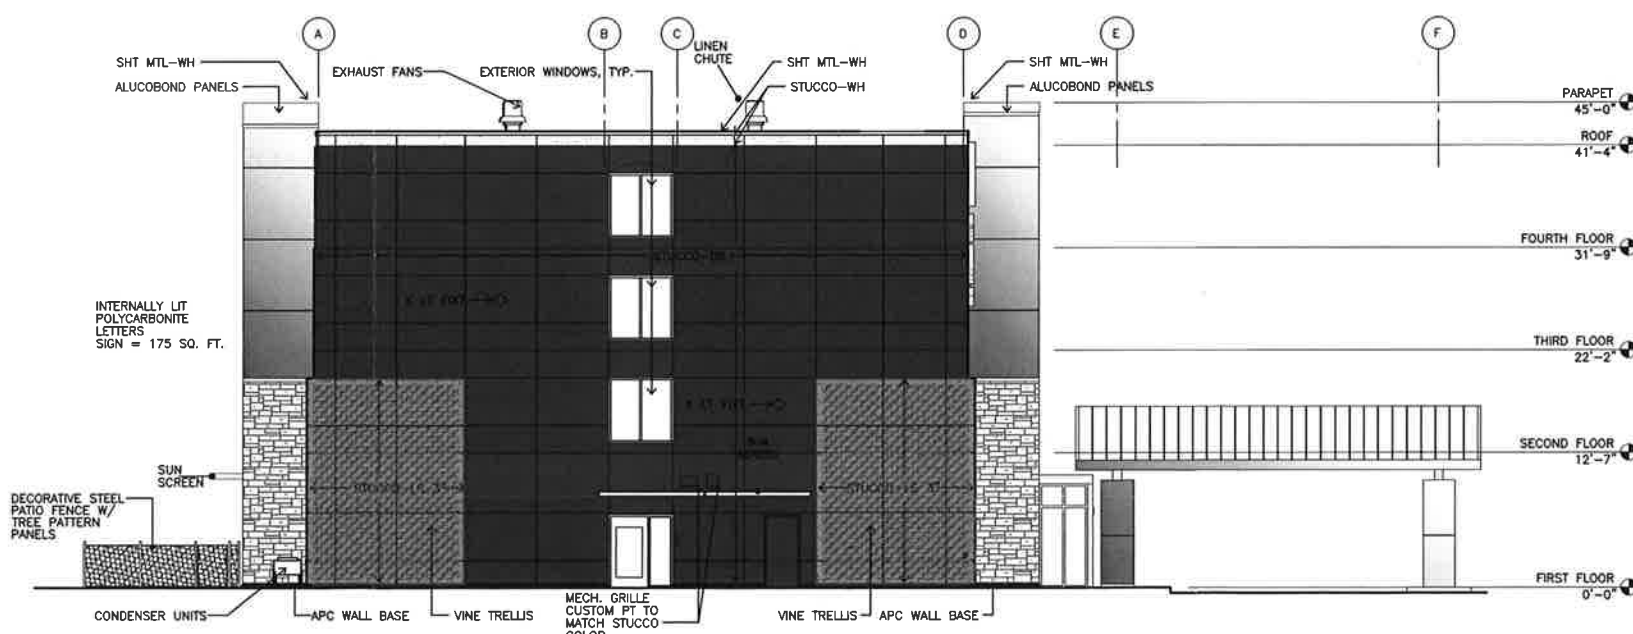 A
B
C
D
E
F
SHT MTL-WH
ALUCOBOND PANELS
EXHAUST FANS
EXTERIOR WINDOWS, TYP.
LINEN
CHUTE
SHT MTL-WH
STUCCO-WH
SHT MTL-WH
ALUCOBOND PANELS
PARAPET
45'-0"
ROOF
41'-4"
FOURTH FLOOR
31'-9"
THIRD FLOOR
22'-2"
SECOND FLOOR
12'-7"
FIRST FLOOR
0'-0"
INTERNALLY LIT
POLYCARBONITE
LETTERS
SIGN = 175 SQ. FT.
SUN
SCREEN
DECORATIVE STEEL
PATIO FENCE W/
TREE PATTERN
PANELS
CONDENSER UNITS
APC WALL BASE
VINE TRELLIS
MECH. GRILLE
CUSTOM PT TO
MATCH STUCCO
COLOR
VINE TRELLIS
APC WALL BASE